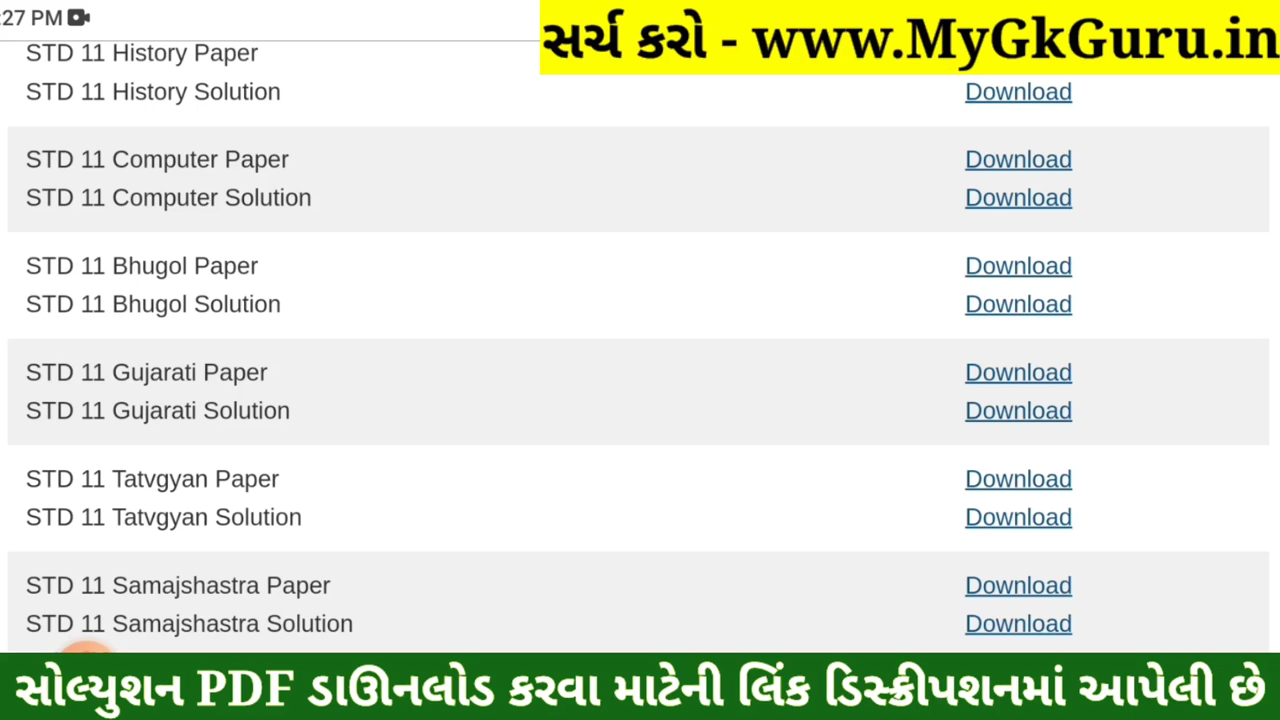 :27 PM
સર્ચ કરો - www.MyGkGuru.in
STD 11 History Paper
STD 11 History Solution Download
STD 11 Computer Paper Download
STD 11 Computer Solution Download
STD 11 Bhugol Paper Download
STD 11 Bhugol Solution Download
STD 11 Gujarati Paper Download
STD 11 Gujarati Solution Download
STD 11 Tatvgyan Paper Download
STD 11 Tatvgyan Solution Download
STD 11 Samajshastra Paper Download
STD 11 Samajshastra Solution Download
સોલ્યુશન PDF ડાઊનલોડ કરવા માટેની લિંક ડિસ્ક્રીપશનમાં આપેલી છે